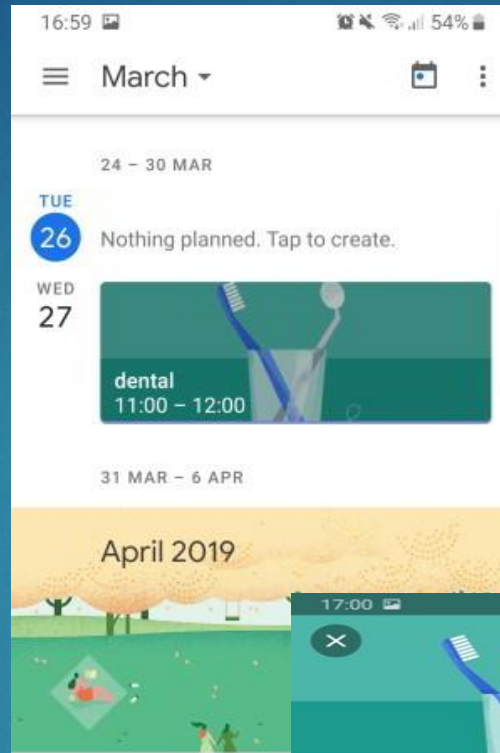 16:59 54%
March
24 – 30 MAR
TUE
26 Nothing planned. Tap to create.
WED
27
dental
11:00 – 12:00
31 MAR – 6 APR
April 2019
17:00